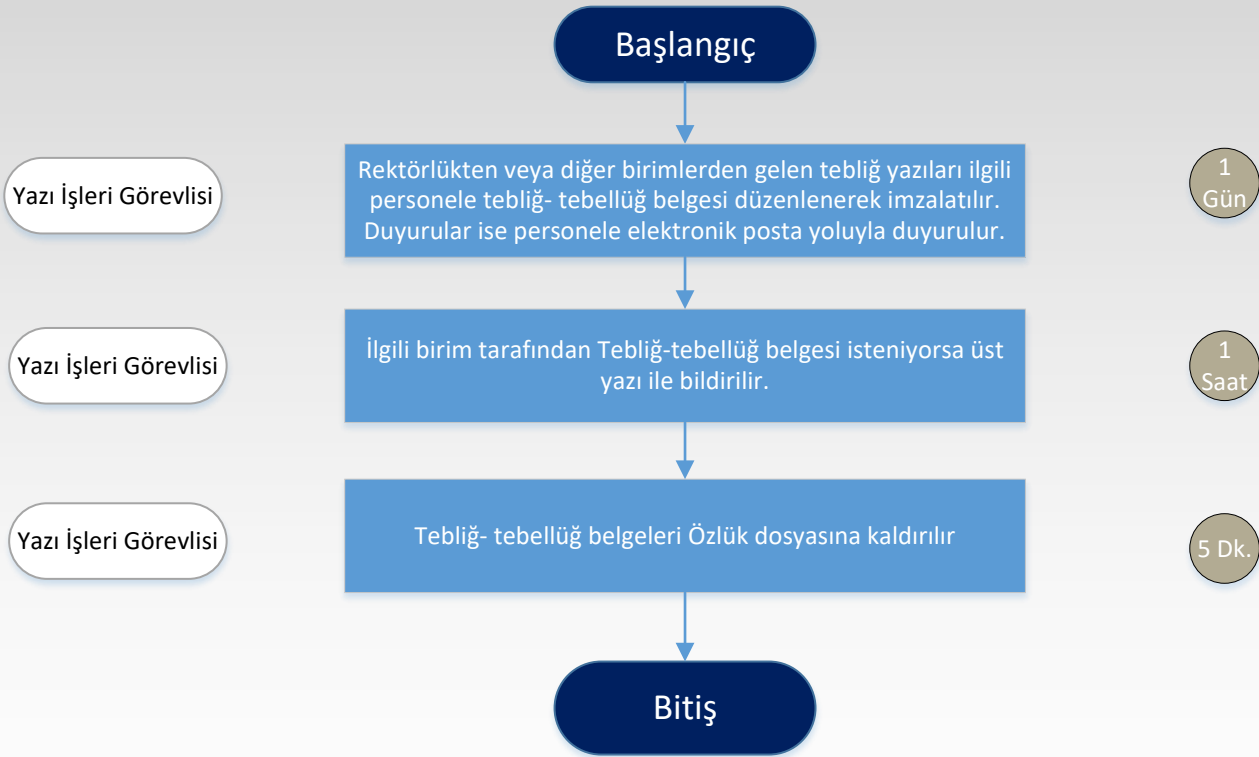 Başlangıç
Yazı İşleri Görevlisi
Rektörlükten veya diğer birimlerden gelen tebliğ yazıları ilgili
personele tebliğ- tebellüğ belgesi düzenlenerek imzalatılır.
Duyurular ise personele elektronik posta yoluyla duyurulur.
1
Gün
Yazı İşleri Görevlisi
İlgili birim tarafından Tebliğ-tebellüğ belgesi isteniyorsa üst
yazı ile bildirilir.
1
Saat
Yazı İşleri Görevlisi
Tebliğ- tebellüğ belgeleri Özlük dosyasına kaldırılır
5 Dk.
Bitiş